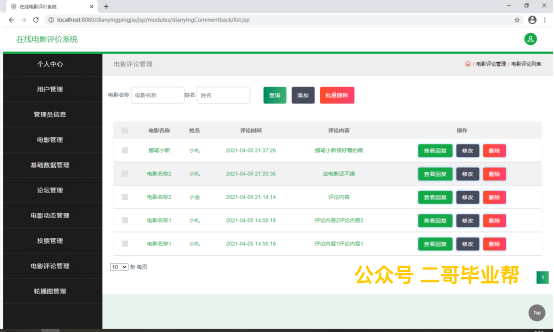 在线电影评价系统
localhost:8080/dianyingpingjia/jsp/modules/dianyingCommentback/list.jsp
在线电影评价系统
个人中心
用户管理
管理员信息
电影管理
基础数据管理
论坛管理
电影动态管理
投票管理
电影评论管理
轮播图管理
电影评论管理
/ 电影评论管理 / 电影评论列表
电影名称 电影名称 姓名 姓名 查询 添加 批量删除
电影名称 姓名 评论时间 评论内容 操作
蜡笔小新 小礼 2021-04-05 21:37:26 蜡笔小新很好看的哦 查看回复 修改 删除
电影名称2 小礼 2021-04-05 21:20:36 这电影还不错 查看回复 修改 删除
电影名称2 小金 2021-04-05 21:14:14 评论内容 查看回复 修改 删除
电影名称1 小礼 2021-04-05 14:58:18 评论内容2评论内容2 查看回复 修改 删除
电影名称1 小礼 2021-04-05 14:58:18 评论内容1评论内容1 查看回复 修改 删除
10 条 每页
公众号 二哥毕业帮
Top